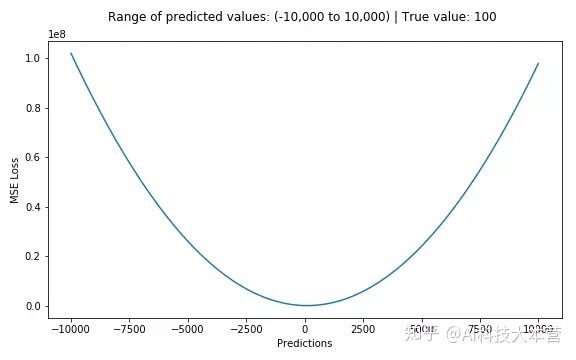 Range of predicted values: (-10,000 to 10,000) | True value: 100
1e8
1.0
0.8
0.6
0.4
0.2
0.0
MSE Loss
−10000 −7500 −5000 −2500 0 2500 5000 7500 10000
Predictions
知乎 @AI科技大本营